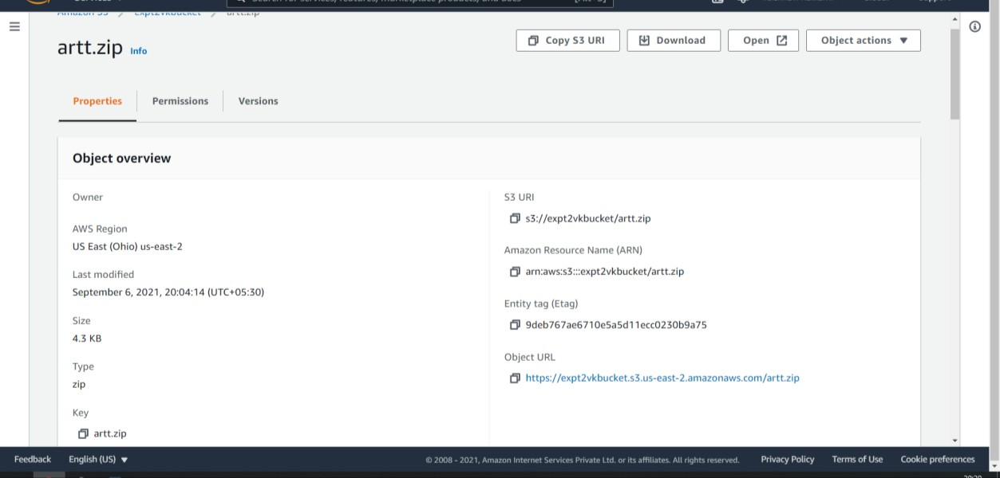 artt.zip Info
Copy S3 URI
Download
Open
Object actions
Properties
Permissions
Versions
Object overview
Owner
AWS Region
US East (Ohio) us-east-2
Last modified
September 6, 2021, 20:04:14 (UTC+05:30)
Size
4.3 KB
Type
zip
Key
artt.zip
S3 URI
s3://expt2vkbucket/artt.zip
Amazon Resource Name (ARN)
arn:aws:s3:::expt2vkbucket/artt.zip
Entity tag (Etag)
9deb767ae6710e5a5d11ecc0230b9a75
Object URL
https://expt2vkbucket.s3.us-east-2.amazonaws.com/artt.zip
Feedback
English (US)
© 2008 - 2021, Amazon Internet Services Private Ltd. or its affiliates. All rights reserved.
Privacy Policy
Terms of Use
Cookie preferences